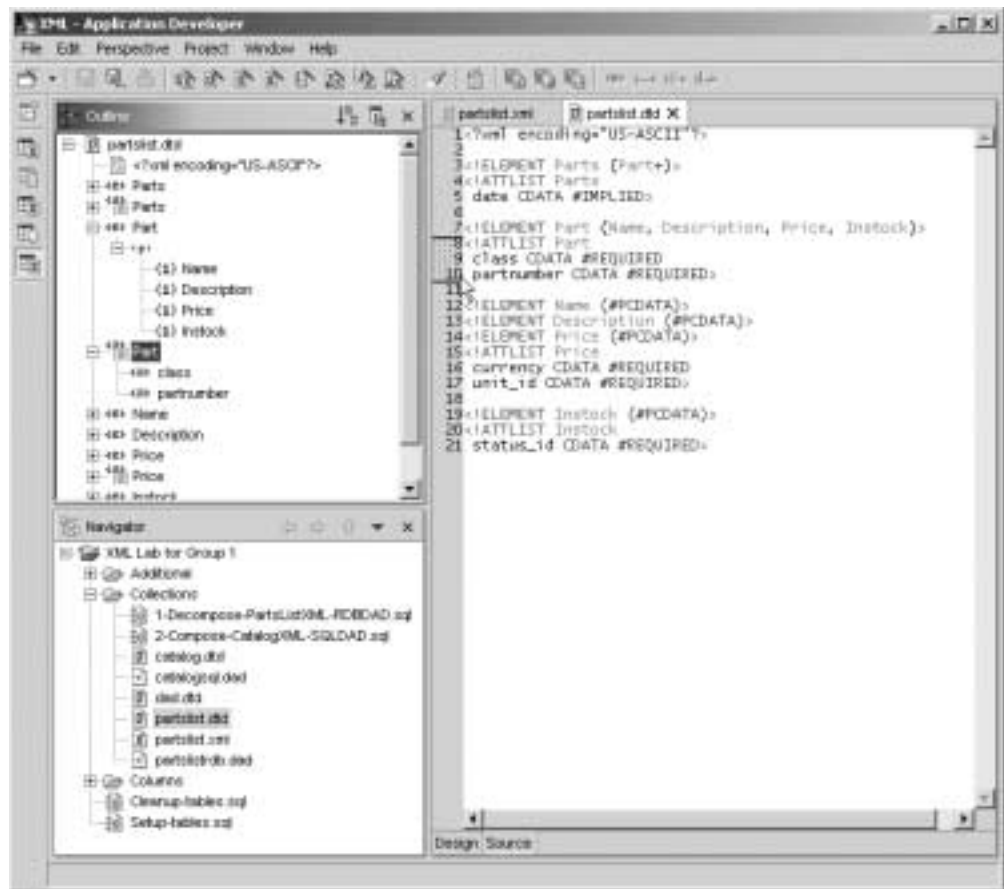 XML - Application Developer
File Edit Perspective Project Window Help
Outline
partslist.dtd
<?xml encoding="US-ASCII"?>
Parts
Parts
Part
Name
Description
Price
Instock
Part
class
partnumber
Name
Description
Price
Price
Instock
Navigator
XML Lab for Group 1
Additional
Collections
1-Decompose-PartsListXML-RDBDAD.sql
2-Compose-CatalogXML-SQLDAD.sql
catalog.dtd
catalogsql.dad
dad.dtd
partslist.dtd
partslist.xml
partslistrdb.dad
Columns
Cleanup-tables.sql
Setup-tables.sql
partslist.xml partslist.dtd
1 <?xml encoding="US-ASCII"?>
2
3 <!ELEMENT Parts (Part+)>
4 <!ATTLIST Parts
5 date CDATA #IMPLIED>
6
7 <!ELEMENT Part (Name, Description, Price, Instock)>
8 <!ATTLIST Part
9 class CDATA #REQUIRED
10 partnumber CDATA #REQUIRED>
11
12 <!ELEMENT Name (#PCDATA)>
13 <!ELEMENT Description (#PCDATA)>
14 <!ELEMENT Price (#PCDATA)>
15 <!ATTLIST Price
16 currency CDATA #REQUIRED
17 unit_id CDATA #REQUIRED>
18
19 <!ELEMENT Instock (#PCDATA)>
20 <!ATTLIST Instock
21 status_id CDATA #REQUIRED>
Design Source